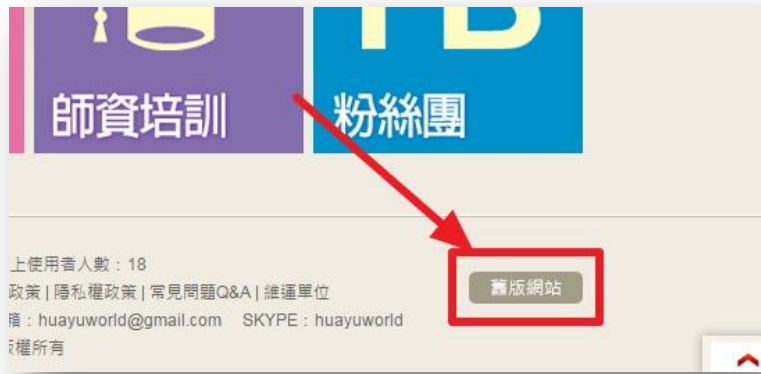 師資培訓
粉絲團
上使用者人數：18
政策 | 隱私權政策 | 常見問題Q&A | 維運單位
箱：huayuworld@gmail.com SKYPE：huayuworld
權所有
舊版網站